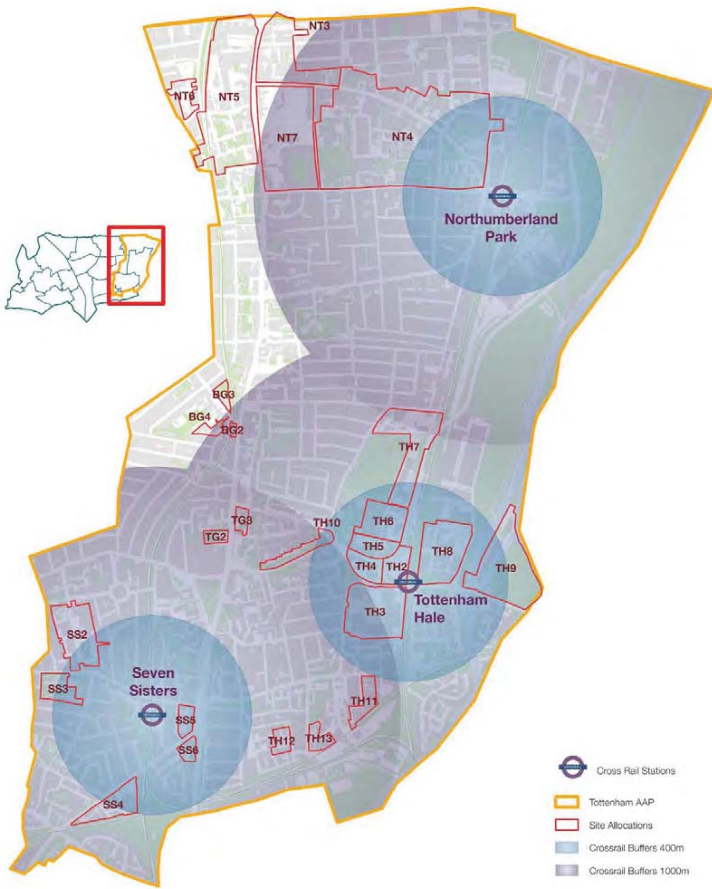 NT3
NT6
NT5
NT7
NT4
Northumberland
Park
BG3
BG4
BG2
TH7
TG3
TG2
TH10
TH6
TH5
TH4
TH2
TH8
TH9
Tottenham
Hale
TH3
SS2
SS3
Seven
Sisters
SS5
SS6
TH11
TH12
TH13
SS4
Cross Rail Stations
Tottenham AAP
Site Allocations
Crossrail Buffers 400m
Crossrail Buffers 1000m